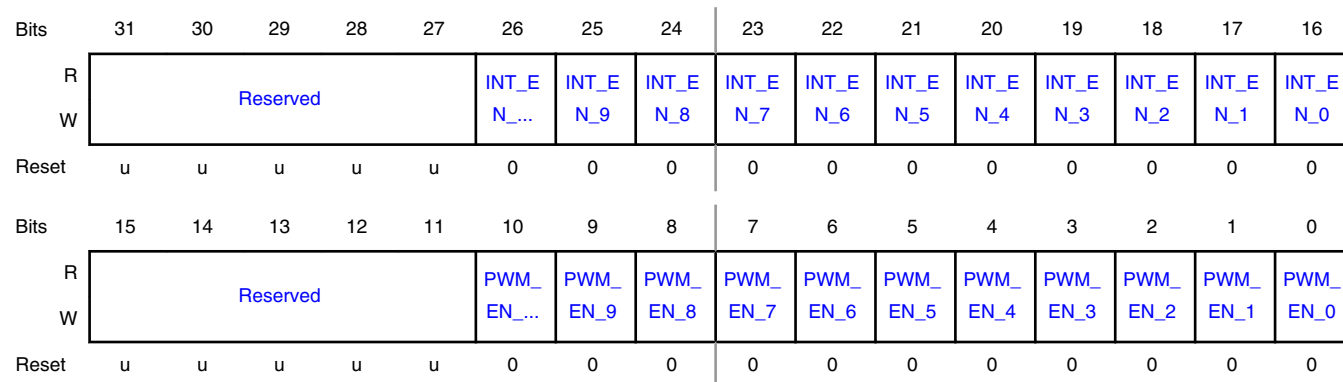 Bits 31 30 29 28 27 26 25 24 23 22 21 20 19 18 17 16
R Reserved INT_E INT_E INT_E INT_E INT_E INT_E INT_E INT_E INT_E INT_E INT_E
W N_... N_9 N_8 N_7 N_6 N_5 N_4 N_3 N_2 N_1 N_0
Reset u u u u u 0 0 0 0 0 0 0 0 0 0 0
Bits 15 14 13 12 11 10 9 8 7 6 5 4 3 2 1 0
R Reserved PWM_ PWM_ PWM_ PWM_ PWM_ PWM_ PWM_ PWM_ PWM_ PWM_ PWM_
W EN_... EN_9 EN_8 EN_7 EN_6 EN_5 EN_4 EN_3 EN_2 EN_1 EN_0
Reset u u u u u 0 0 0 0 0 0 0 0 0 0 0